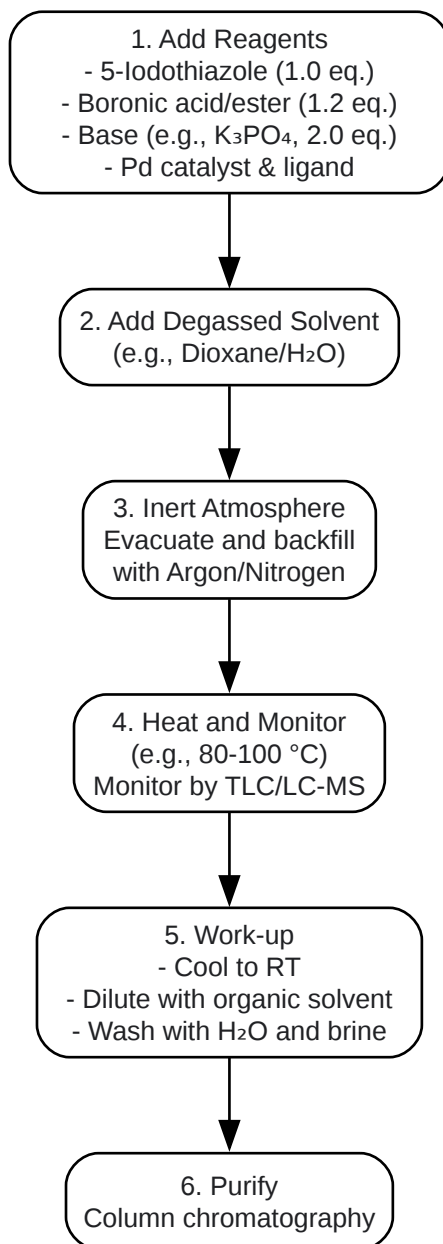 1. Add Reagents
- 5-Iodothiazole (1.0 eq.)
- Boronic acid/ester (1.2 eq.)
- Base (e.g., K₃PO₄, 2.0 eq.)
- Pd catalyst & ligand
2. Add Degassed Solvent
(e.g., Dioxane/H₂O)
3. Inert Atmosphere
Evacuate and backfill
with Argon/Nitrogen
4. Heat and Monitor
(e.g., 80-100 °C)
Monitor by TLC/LC-MS
5. Work-up
- Cool to RT
- Dilute with organic solvent
- Wash with H₂O and brine
6. Purify
Column chromatography